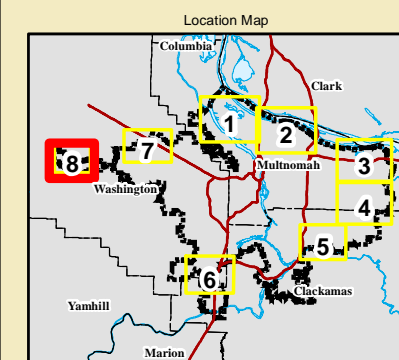 Location Map
Columbia
Clark
1
2
Multnomah
3
7
8
Washington
4
5
6
Clackamas
Yamhill
Marion